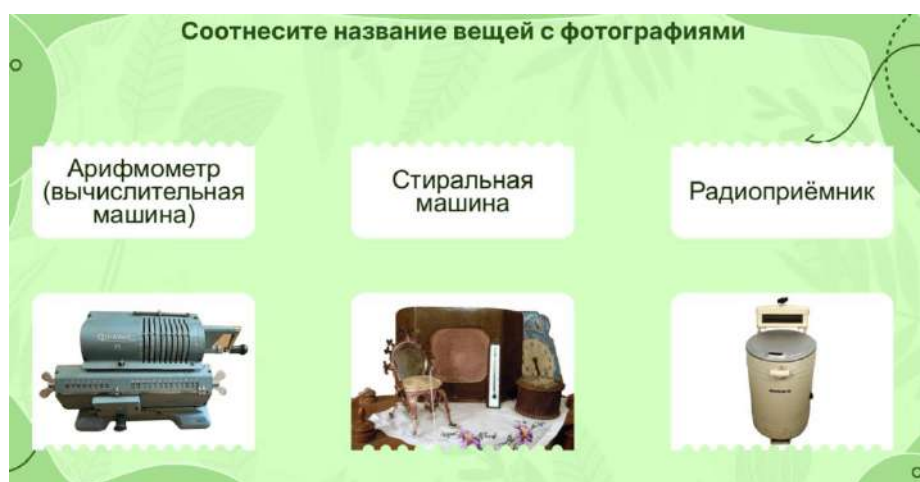 Соотнесите название вещей с фотографиями
Арифмометр
(вычислительная
машина)
Стиральная
машина
Радиоприёмник